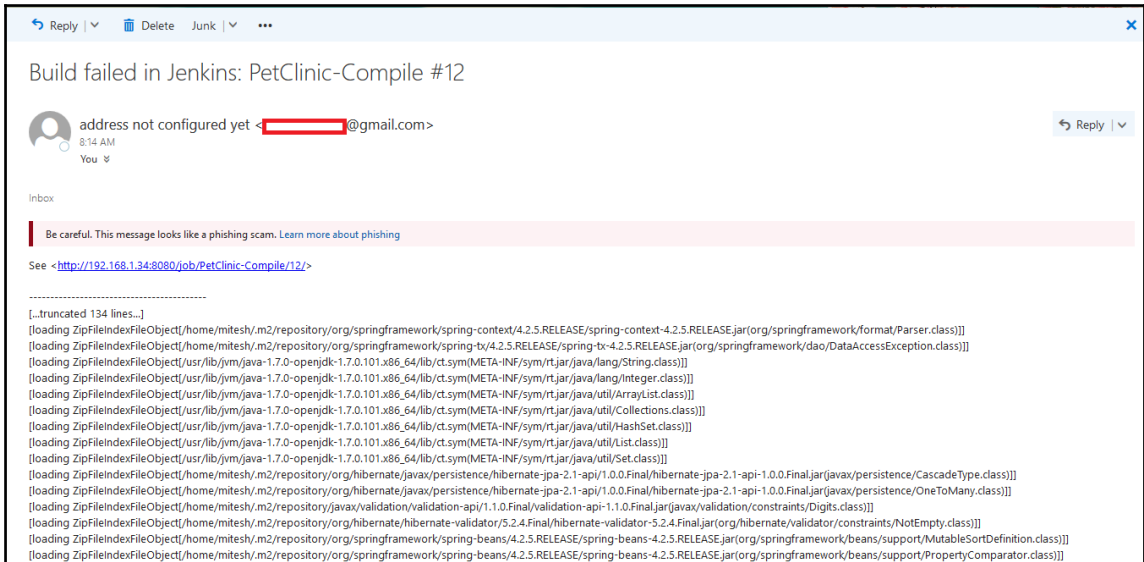 Reply | Delete Junk | ...
Build failed in Jenkins: PetClinic-Compile #12
address not configured yet < @gmail.com>
Reply |
8:14 AM
You
Inbox
Be careful. This message looks like a phishing scam. Learn more about phishing
See <http://192.168.1.34:8080/job/PetClinic-Compile/12/>
------------------------------------------
[...truncated 134 lines...]
[loading ZipFileIndexFileObject[/home/mitesh/.m2/repository/org/springframework/spring-context/4.2.5.RELEASE/spring-context-4.2.5.RELEASE.jar(org/springframework/format/Parser.class)]]
[loading ZipFileIndexFileObject[/home/mitesh/.m2/repository/org/springframework/spring-tx/4.2.5.RELEASE/spring-tx-4.2.5.RELEASE.jar(org/springframework/dao/DataAccessException.class)]]
[loading ZipFileIndexFileObject[/usr/lib/jvm/java-1.7.0-openjdk-1.7.0.101.x86_64/lib/ct.sym(META-INF/sym/rt.jar/java/lang/String.class)]]
[loading ZipFileIndexFileObject[/usr/lib/jvm/java-1.7.0-openjdk-1.7.0.101.x86_64/lib/ct.sym(META-INF/sym/rt.jar/java/lang/Integer.class)]]
[loading ZipFileIndexFileObject[/usr/lib/jvm/java-1.7.0-openjdk-1.7.0.101.x86_64/lib/ct.sym(META-INF/sym/rt.jar/java/util/ArrayList.class)]]
[loading ZipFileIndexFileObject[/usr/lib/jvm/java-1.7.0-openjdk-1.7.0.101.x86_64/lib/ct.sym(META-INF/sym/rt.jar/java/util/Collections.class)]]
[loading ZipFileIndexFileObject[/usr/lib/jvm/java-1.7.0-openjdk-1.7.0.101.x86_64/lib/ct.sym(META-INF/sym/rt.jar/java/util/HashSet.class)]]
[loading ZipFileIndexFileObject[/usr/lib/jvm/java-1.7.0-openjdk-1.7.0.101.x86_64/lib/ct.sym(META-INF/sym/rt.jar/java/util/List.class)]]
[loading ZipFileIndexFileObject[/usr/lib/jvm/java-1.7.0-openjdk-1.7.0.101.x86_64/lib/ct.sym(META-INF/sym/rt.jar/java/util/Set.class)]]
[loading ZipFileIndexFileObject[/home/mitesh/.m2/repository/org/hibernate/javax/persistence/hibernate-jpa-2.1-api/1.0.0.Final/hibernate-jpa-2.1-api-1.0.0.Final.jar(javax/persistence/CascadeType.class)]]
[loading ZipFileIndexFileObject[/home/mitesh/.m2/repository/org/hibernate/javax/persistence/hibernate-jpa-2.1-api/1.0.0.Final/hibernate-jpa-2.1-api-1.0.0.Final.jar(javax/persistence/OneToMany.class)]]
[loading ZipFileIndexFileObject[/home/mitesh/.m2/repository/javax/validation/validation-api/1.1.0.Final/validation-api-1.1.0.Final.jar(javax/validation/constraints/Digits.class)]]
[loading ZipFileIndexFileObject[/home/mitesh/.m2/repository/org/hibernate/hibernate-validator/5.2.4.Final/hibernate-validator-5.2.4.Final.jar(org/hibernate/validator/constraints/NotEmpty.class)]]
[loading ZipFileIndexFileObject[/home/mitesh/.m2/repository/org/springframework/spring-beans/4.2.5.RELEASE/spring-beans-4.2.5.RELEASE.jar(org/springframework/beans/support/MutableSortDefinition.class)]]
[loading ZipFileIndexFileObject[/home/mitesh/.m2/repository/org/springframework/spring-beans/4.2.5.RELEASE/spring-beans-4.2.5.RELEASE.jar(org/springframework/beans/support/PropertyComparator.class)]]